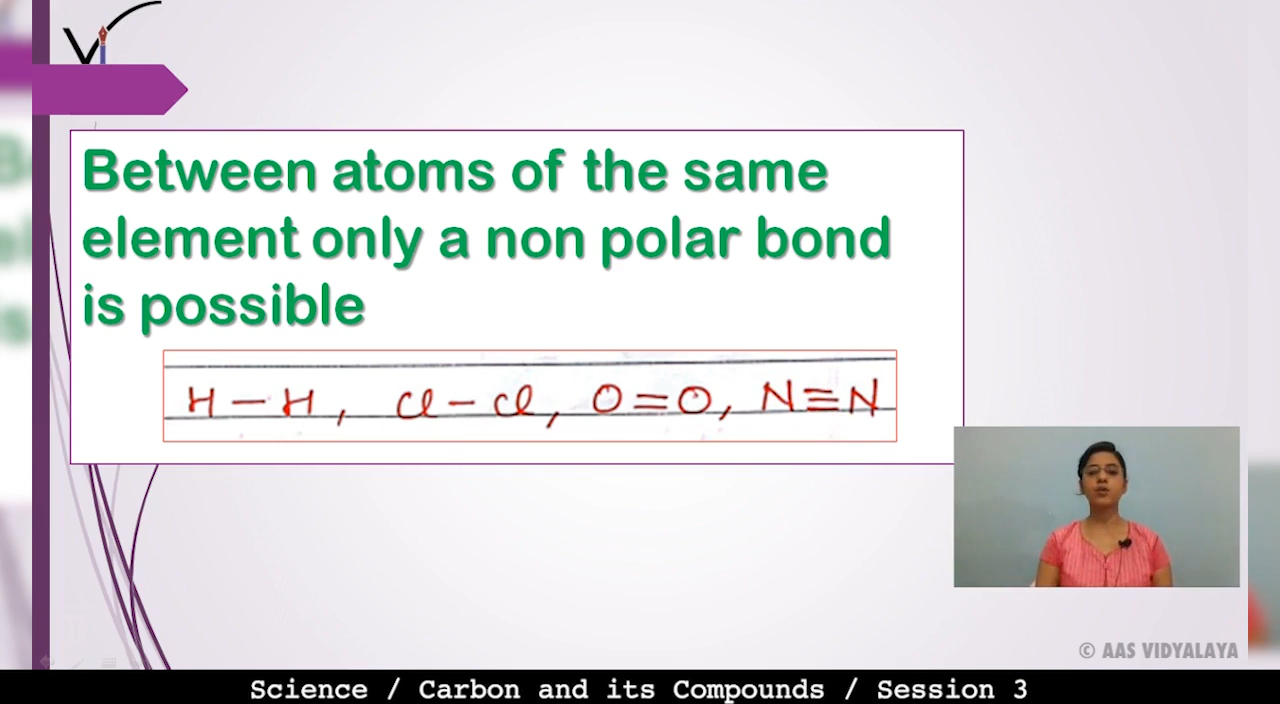 Vi
Between atoms of the same
element only a non polar bond
is possible
H – H, Cl – Cl, O = O, N ≡ N
© AAS VIDYALAYA
Science / Carbon and its Compounds / Session 3